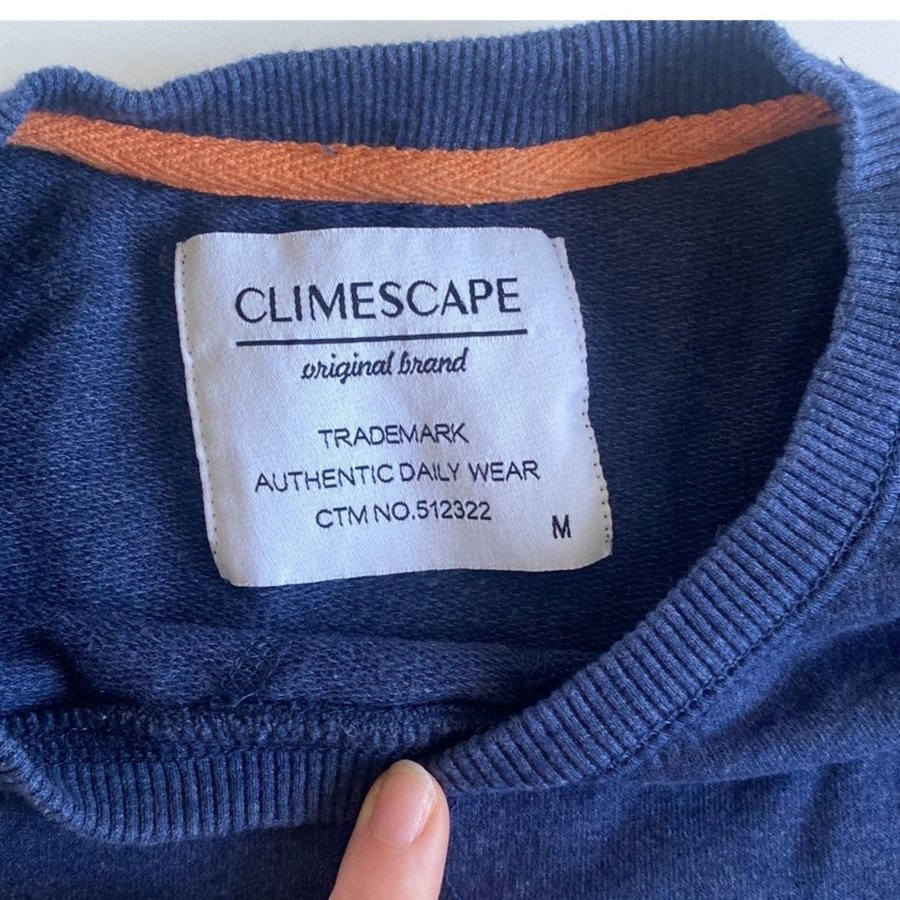 CLIMESCAPE
original brand
TRADEMARK
AUTHENTIC DAILY WEAR
CTM NO.512322
M